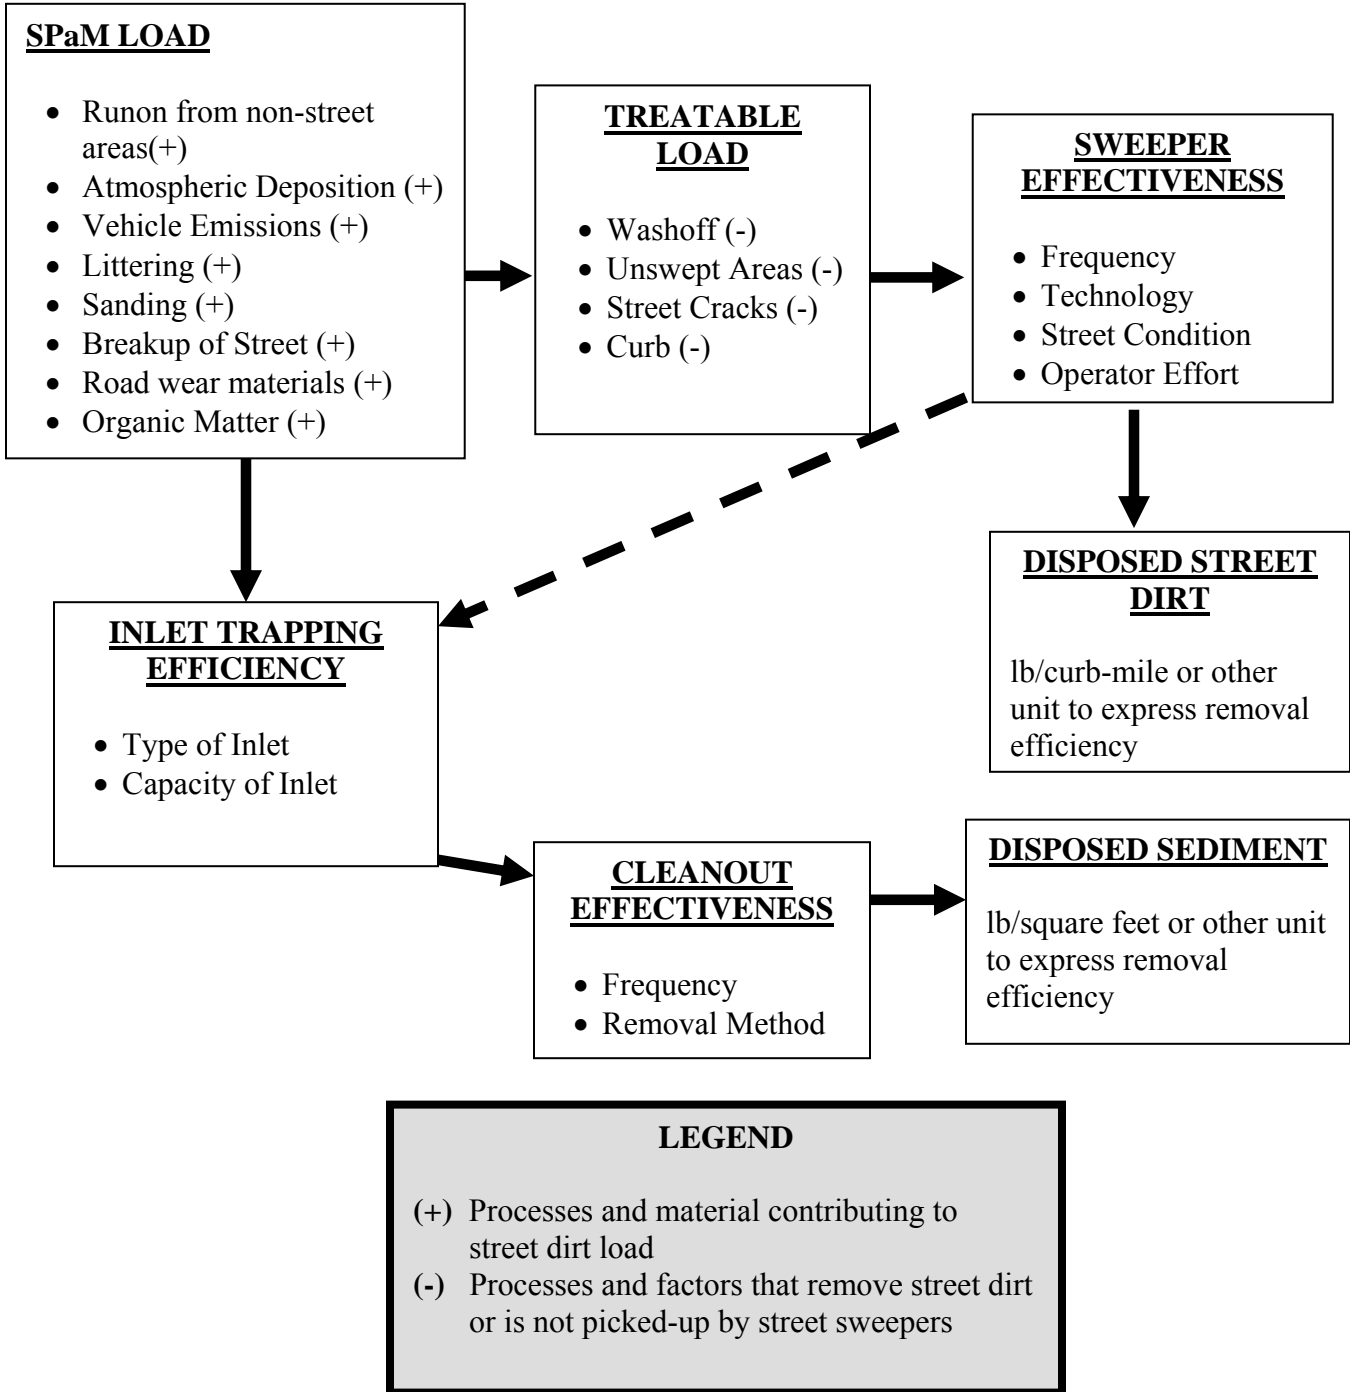 SPaM LOAD
• Runon from non-street
areas(+)
• Atmospheric Deposition (+)
• Vehicle Emissions (+)
• Littering (+)
• Sanding (+)
• Breakup of Street (+)
• Road wear materials (+)
• Organic Matter (+)
TREATABLE
LOAD
• Washoff (-)
• Unswept Areas (-)
• Street Cracks (-)
• Curb (-)
SWEEPER
EFFECTIVENESS
• Frequency
• Technology
• Street Condition
• Operator Effort
DISPOSED STREET
DIRT
lb/curb-mile or other
unit to express removal
efficiency
INLET TRAPPING
EFFICIENCY
• Type of Inlet
• Capacity of Inlet
CLEANOUT
EFFECTIVENESS
• Frequency
• Removal Method
DISPOSED SEDIMENT
lb/square feet or other unit
to express removal
efficiency
LEGEND
(+) Processes and material contributing to
street dirt load
(-) Processes and factors that remove street dirt
or is not picked-up by street sweepers